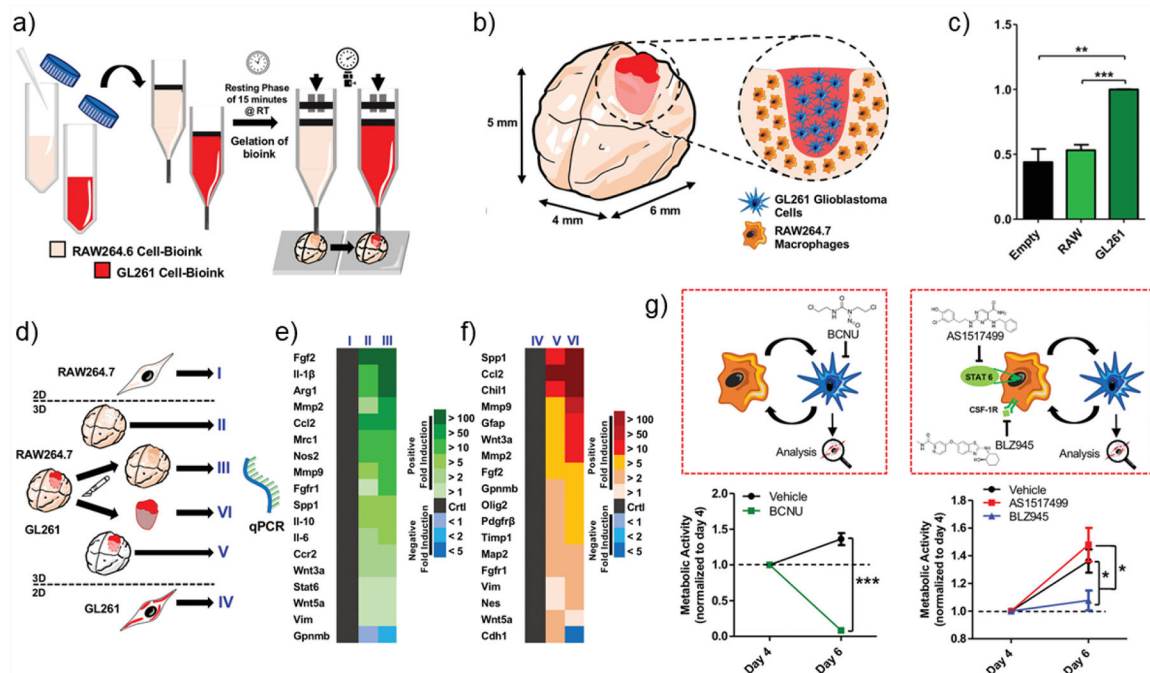 a)
Resting Phase
of 15 minutes
@ RT
Gelation of
bioink
RAW264.6 Cell-Bioink
GL261 Cell-Bioink
b)
5 mm
4 mm
6 mm
GL261 Glioblastoma
Cells
RAW264.7
Macrophages
c)
1.5
1.0
0.5
0.0
**
***
Empty
RAW
GL261
d)
RAW264.7
I
2D
3D
II
RAW264.7
III
GL261
VI
V
3D
2D
GL261
IV
qPCR
e)
I II III
Fgf2
Il-1β
Arg1
Mmp2
Ccl2
Mrc1
Nos2
Mmp9
Fgfr1
Spp1
Il-10
Il-6
Ccr2
Wnt3a
Stat6
Wnt5a
Vim
Gpnmb
Positive
Fold Induction
Negative
Fold Induction
> 100
> 50
> 10
> 5
> 2
> 1
Crtl
< 1
< 2
< 5
f)
IV V VI
Spp1
Ccl2
Chil1
Mmp9
Gfap
Wnt3a
Mmp2
Fgf2
Gpnmb
Olig2
Pdgfrβ
Timp1
Map2
Fgfr1
Vim
Nes
Wnt5a
Cdh1
Positive
Fold Induction
Negative
Fold Induction
> 100
> 50
> 10
> 5
> 2
> 1
Crtl
< 1
< 2
< 5
g)
BCNU
Analysis
AS1517499
STAT 6
CSF-1R
BLZ945
Analysis
Vehicle
BCNU
Metabolic Activity
(normalized to day 4)
2.0
1.5
1.0
0.5
0.0
***
Day 4
Day 6
Vehicle
AS1517499
BLZ945
Metabolic Activity
(normalized to day 4)
1.8
1.6
1.4
1.2
1.0
0.8
*
*
Day 4
Day 6